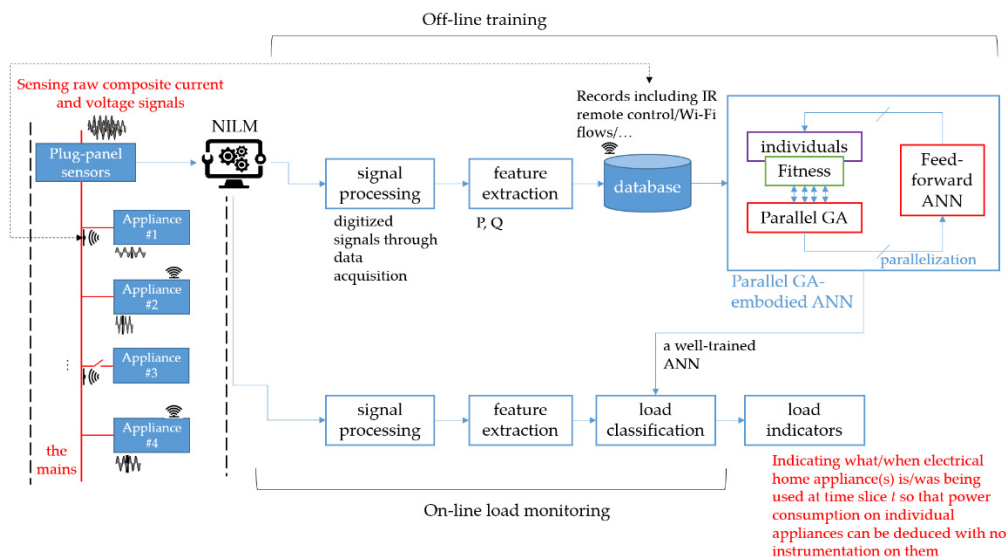 Off-line training
Sensing raw composite current
and voltage signals
NILM
Plug-panel
sensors
Appliance
#1
Appliance
#2
...
Appliance
#3
Appliance
#4
the
mains
signal
processing
digitized
signals through
data
acquisition
feature
extraction
P, Q
Records including IR
remote control/Wi-Fi
flows/...
database
individuals
Fitness
Parallel GA
Feed-
forward
ANN
parallelization
Parallel GA-
embodied ANN
a well-trained
ANN
signal
processing
feature
extraction
load
classification
load
indicators
On-line load monitoring
Indicating what/when electrical
home appliance(s) is/was being
used at time slice t so that power
consumption on individual
appliances can be deduced with no
instrumentation on them